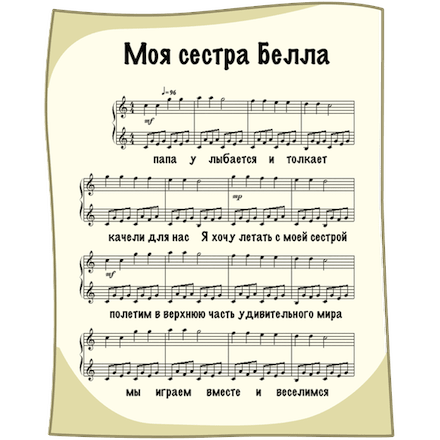 Моя сестра Белла
♩=96
mf
папа у лыбается и толкает
mp
качели для нас Я хочу летать с моей сестрой
mf
полетим в верхнюю часть удивительного мира
мы играем вместе и веселимся